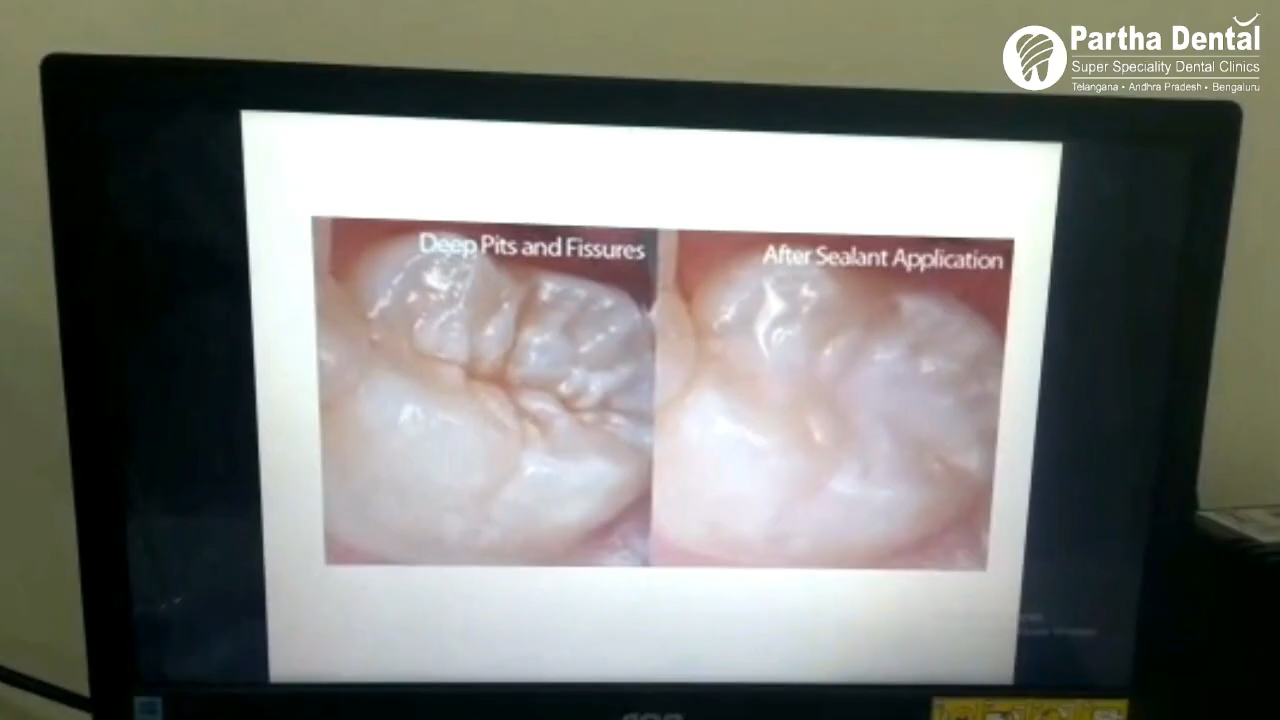 Partha Dental
Super Speciality Dental Clinics
Telangana • Andhra Pradesh • Bengaluru
Deep Pits and Fissures
After Sealant Application